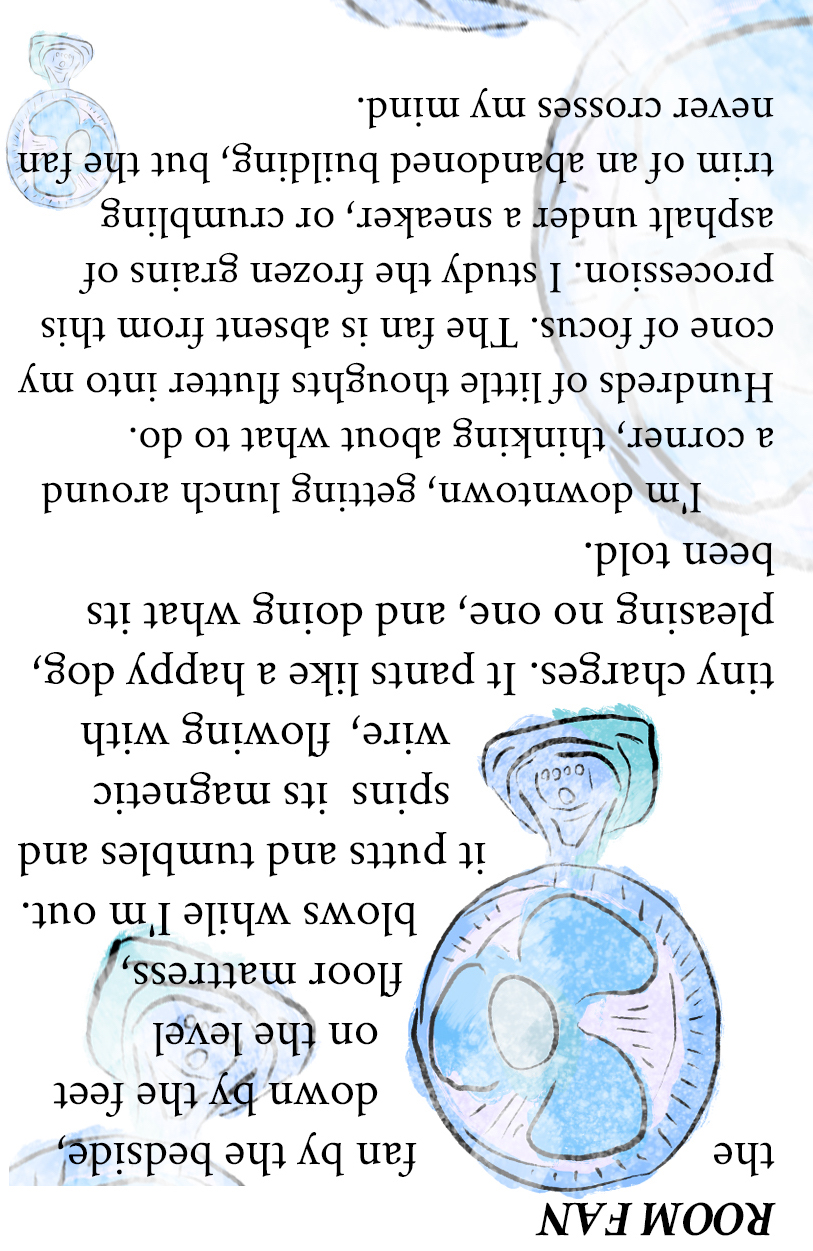 ROOM FAN
the fan by the bedside,
down by the feet
on the level
floor mattress,
blows while I'm out.
it putts and tumbles and
spins its magnetic
wire, flowing with
tiny charges. It pants like a happy dog,
pleasing no one, and doing what its
been told.
I'm downtown, getting lunch around
a corner, thinking about what to do.
Hundreds of little thoughts flutter into my
cone of focus. The fan is absent from this
procession. I study the frozen grains of
asphalt under a sneaker, or crumbling
trim of an abandoned building, but the fan
never crosses my mind.